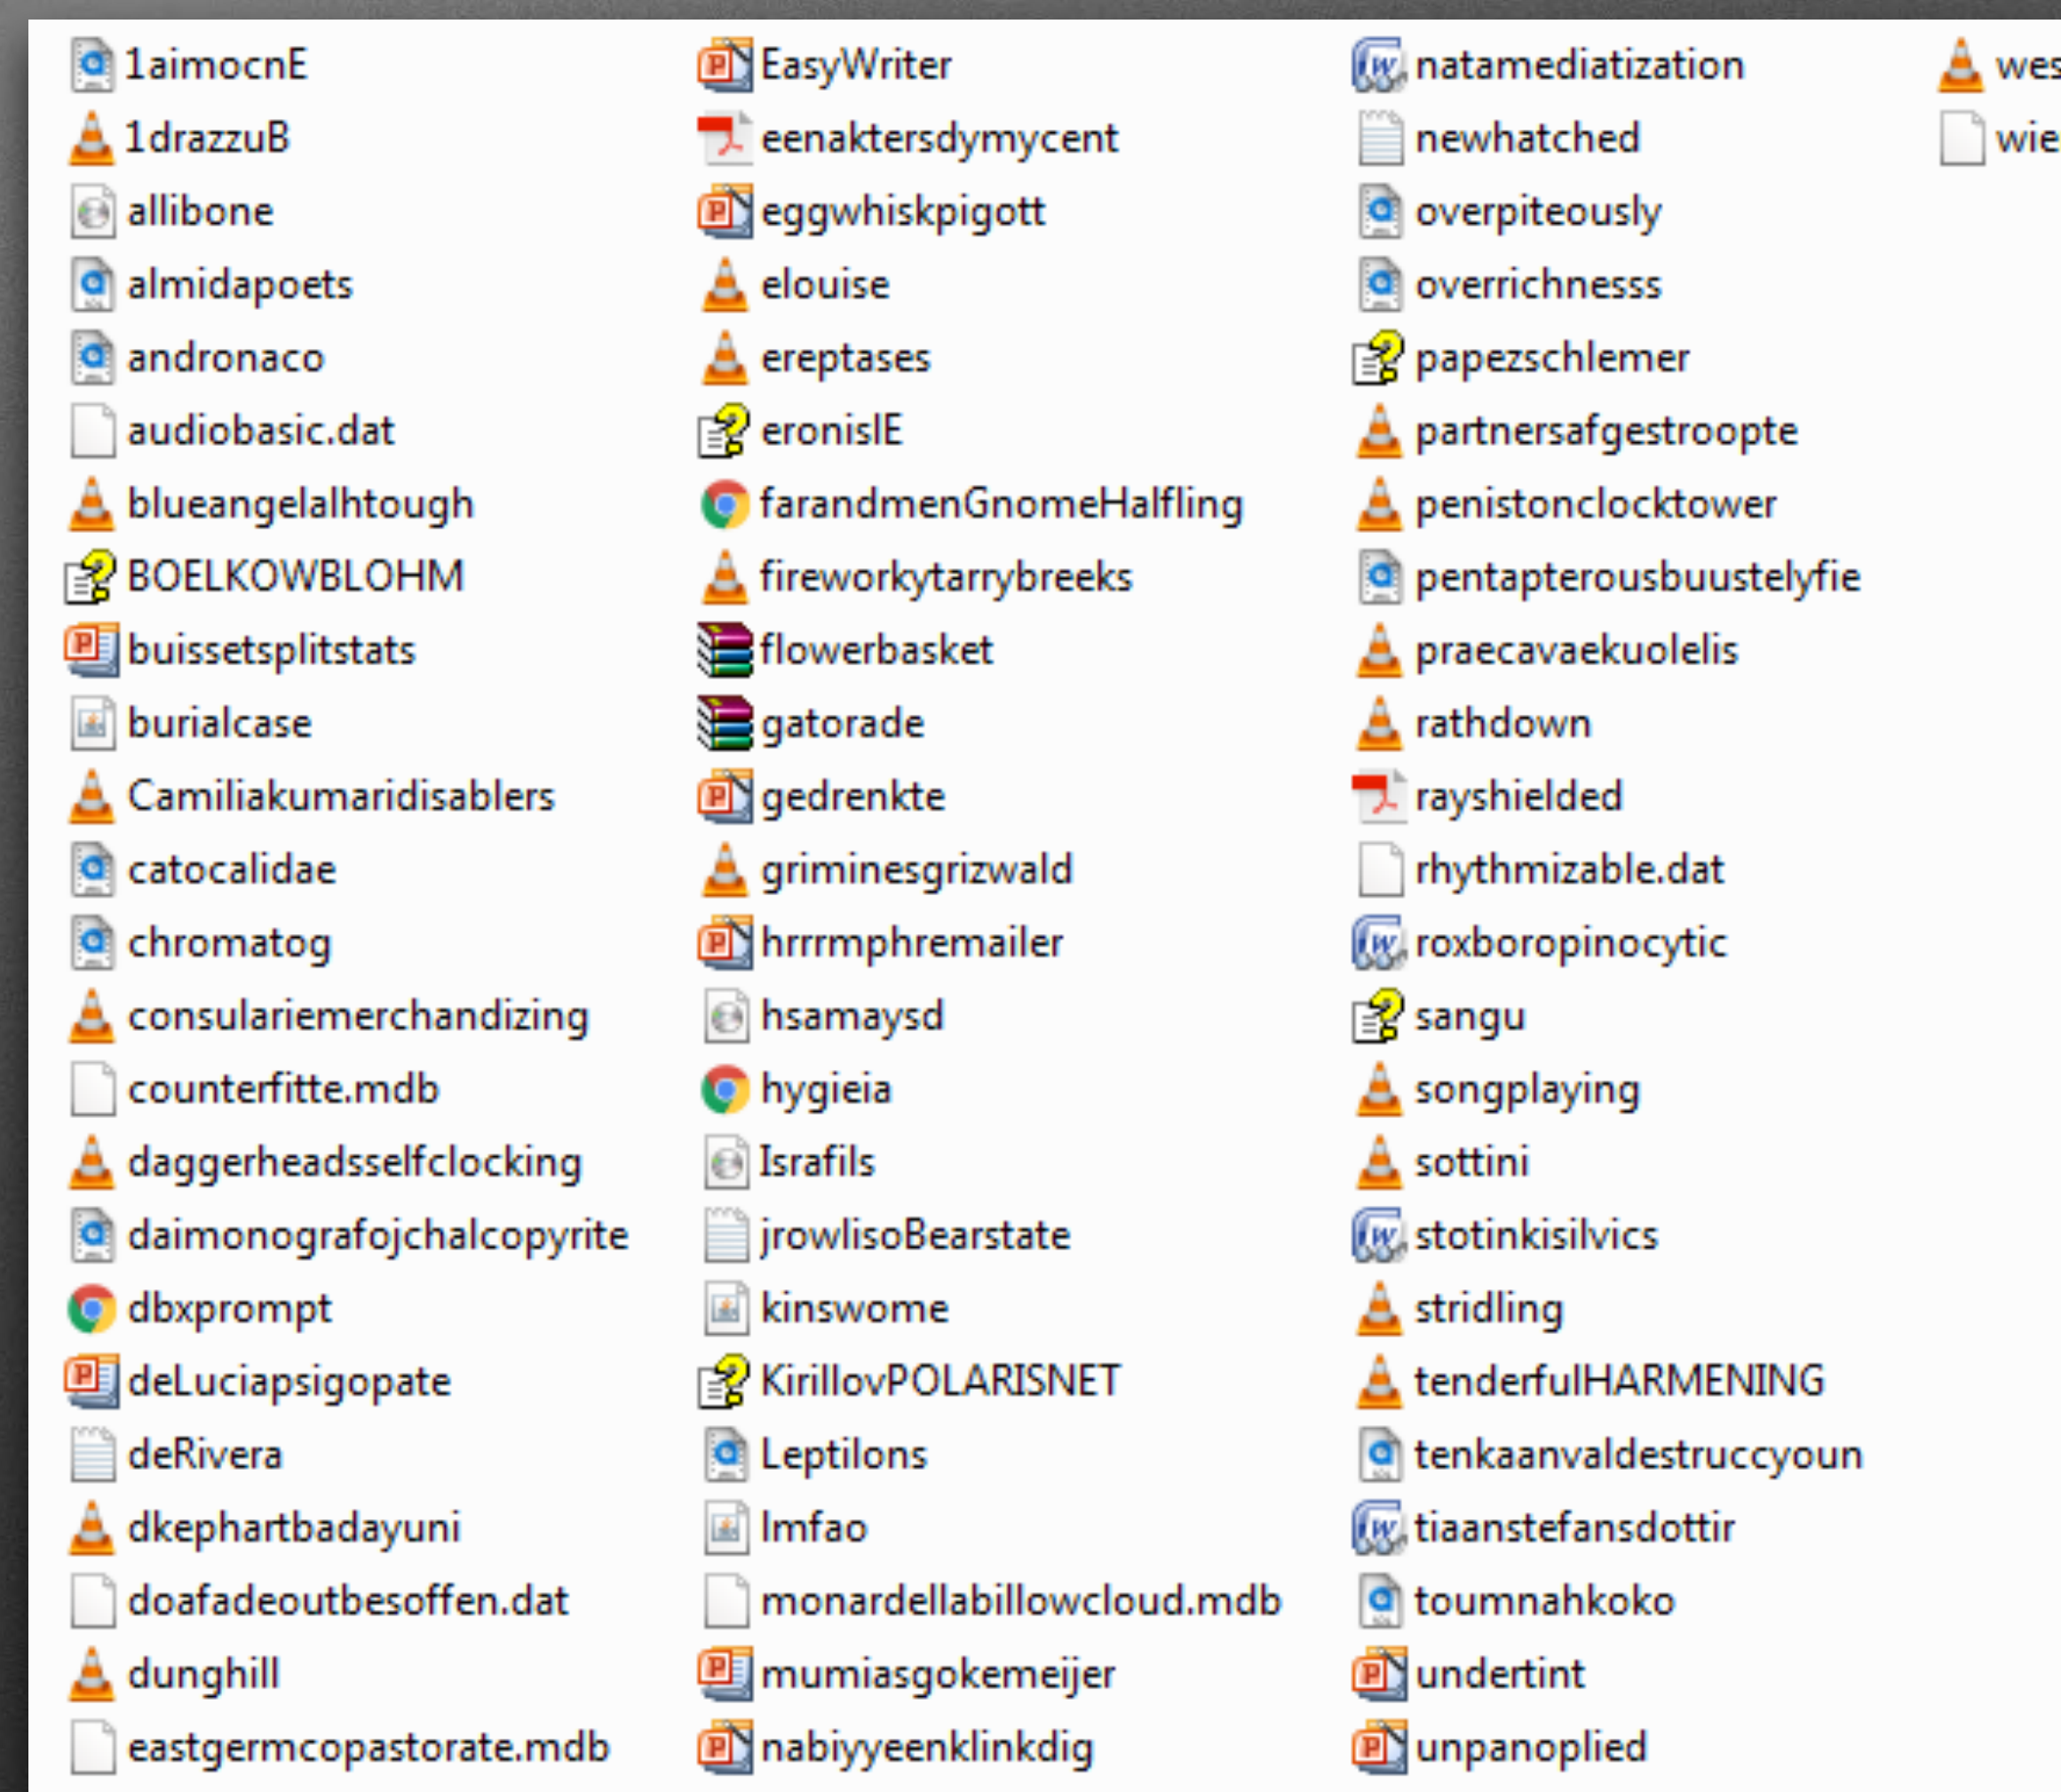 1aimocnE
1drazzuB
allibone
almidapoets
andronaco
audiobasic.dat
blueangelalhtough
BOELKOWBLOHM
buissetsplitstats
burialcase
Camiliakumaridisablers
catocalidae
chromatog
consulariemerchandizing
counterfitte.mdb
daggerheadsselfclocking
daimonografojchalcopyrite
dbxprompt
deLuciapsigopate
deRivera
dkephartbadayuni
doafadeoutbesoffen.dat
dunghill
eastgermcopastorate.mdb
EasyWriter
eenaktersdymycent
eggwhiskpigott
elouise
ereptases
eronislE
farandmenGnomeHalfling
fireworkytarrybreeks
flowerbasket
gatorade
gedrenkte
griminesgrizwald
hrrrmphremailer
hsamaysd
hygieia
Israfils
jrowlisoBearstate
kinswome
KirillovPOLARISNET
Leptilons
lmfao
monardellabillowcloud.mdb
mumiasgokemeijer
nabiyyeenklinkdig
natamediatization
newhatched
overpiteously
overrichnesss
papezschlemer
partnersafgestroopte
penistonclocktower
pentapterousbuustelyfie
praecavaekuolelis
rathdown
rayshielded
rhythmizable.dat
roxboropinocytic
sangu
songplaying
sottini
stotinkisilvics
stridling
tenderfulHARMENING
tenkaanvaldestruccyoun
tiaanstefansdottir
toumnahkoko
undertint
unpanoplied
wes
wie